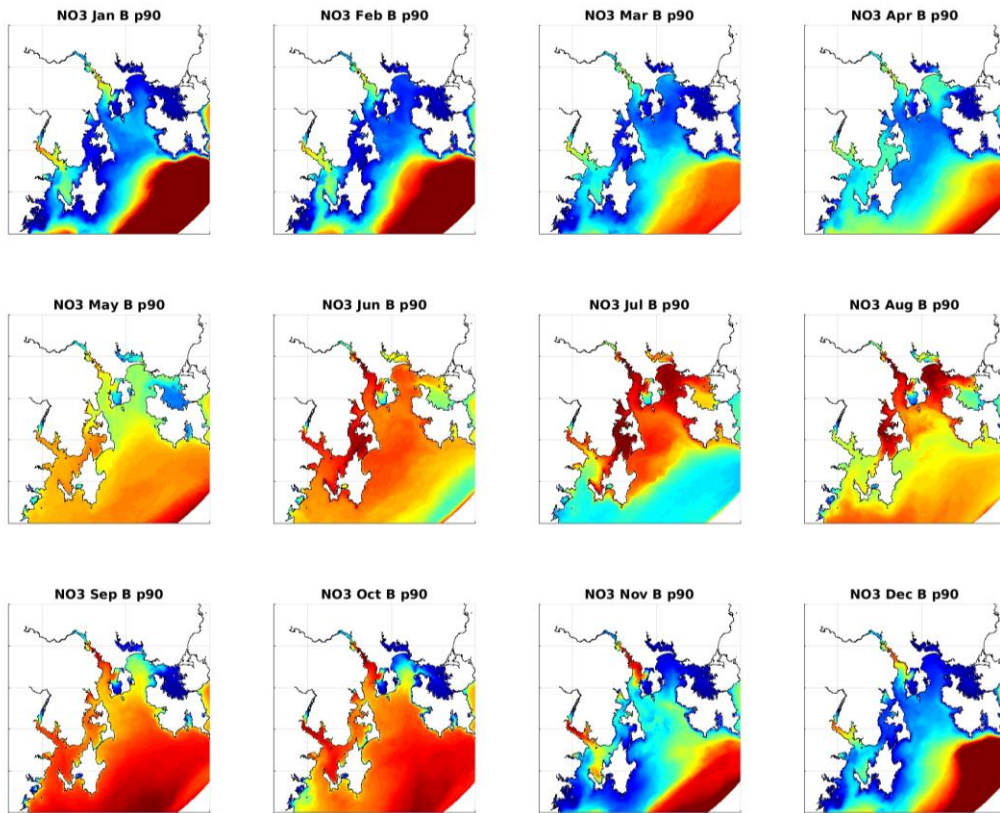 NO3 Jan B p90
NO3 Feb B p90
NO3 Mar B p90
NO3 Apr B p90
NO3 May B p90
NO3 Jun B p90
NO3 Jul B p90
NO3 Aug B p90
NO3 Sep B p90
NO3 Oct B p90
NO3 Nov B p90
NO3 Dec B p90